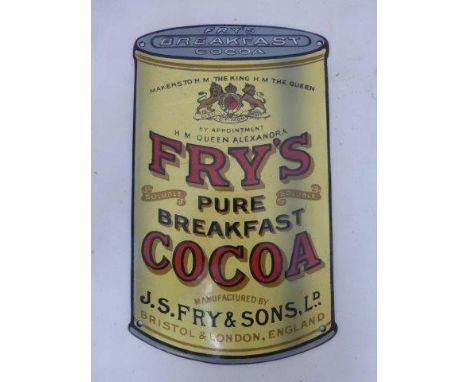 FRY'S
BREAKFAST
COCOA
MAKERS TO H.M. THE KING H.M. THE QUEEN
BY APPOINTMENT
H M QUEEN ALEXANDRA
FRY'S
SOLUBLE PURE SOLUBLE
BREAKFAST
COCOA
MANUFACTURED BY
J.S. FRY & SONS, LD.
BRISTOL & LONDON, ENGLAND